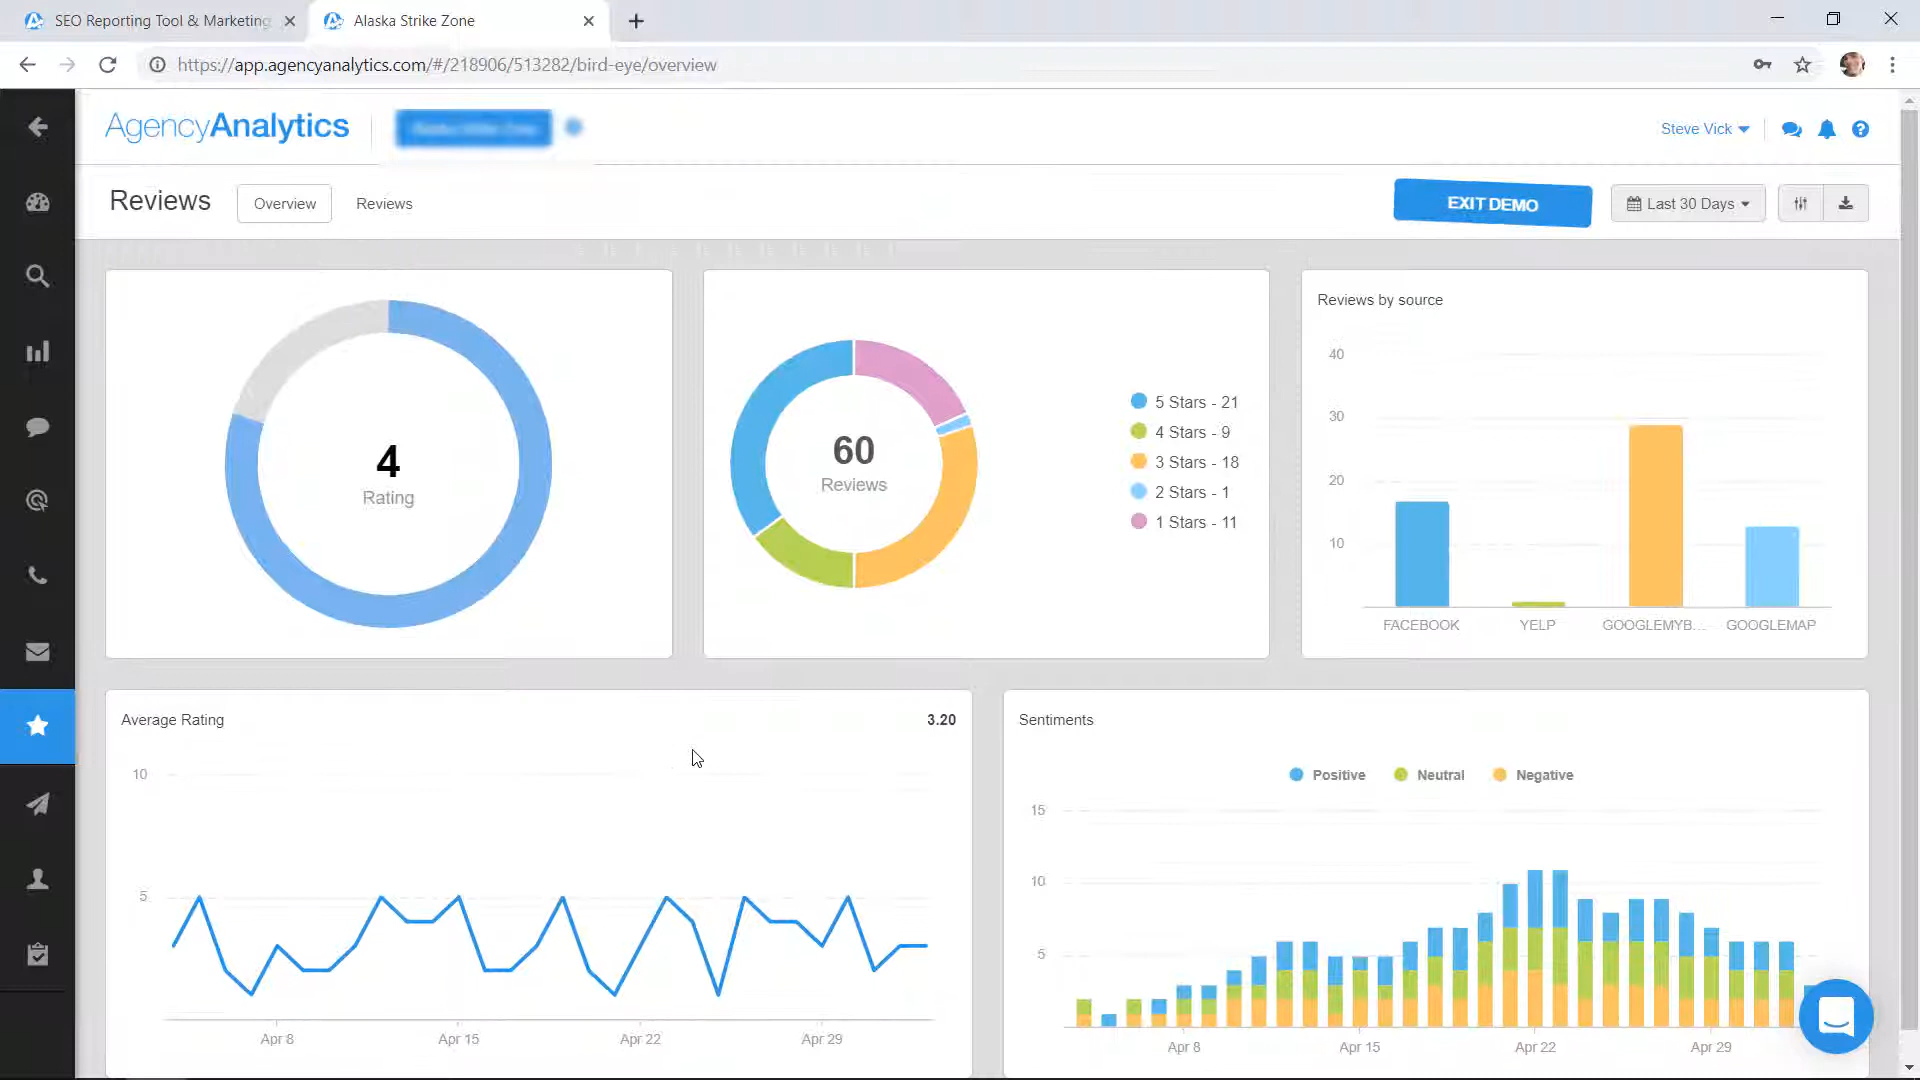 SEO Reporting Tool & Marketing
Alaska Strike Zone
https://app.agencyanalytics.com/#/218906/513282/bird-eye/overview
AgencyAnalytics
Alaska Strike Zone
Steve Vick
Reviews
Overview
Reviews
EXIT DEMO
Last 30 Days
4
Rating
60
Reviews
5 Stars - 21
4 Stars - 9
3 Stars - 18
2 Stars - 1
1 Stars - 11
Reviews by source
40
30
20
10
FACEBOOK
YELP
GOOGLEMYB...
GOOGLEMAP
Average Rating
3.20
10
5
Apr 8
Apr 15
Apr 22
Apr 29
Sentiments
Positive
Neutral
Negative
15
10
5
Apr 8
Apr 15
Apr 22
Apr 29